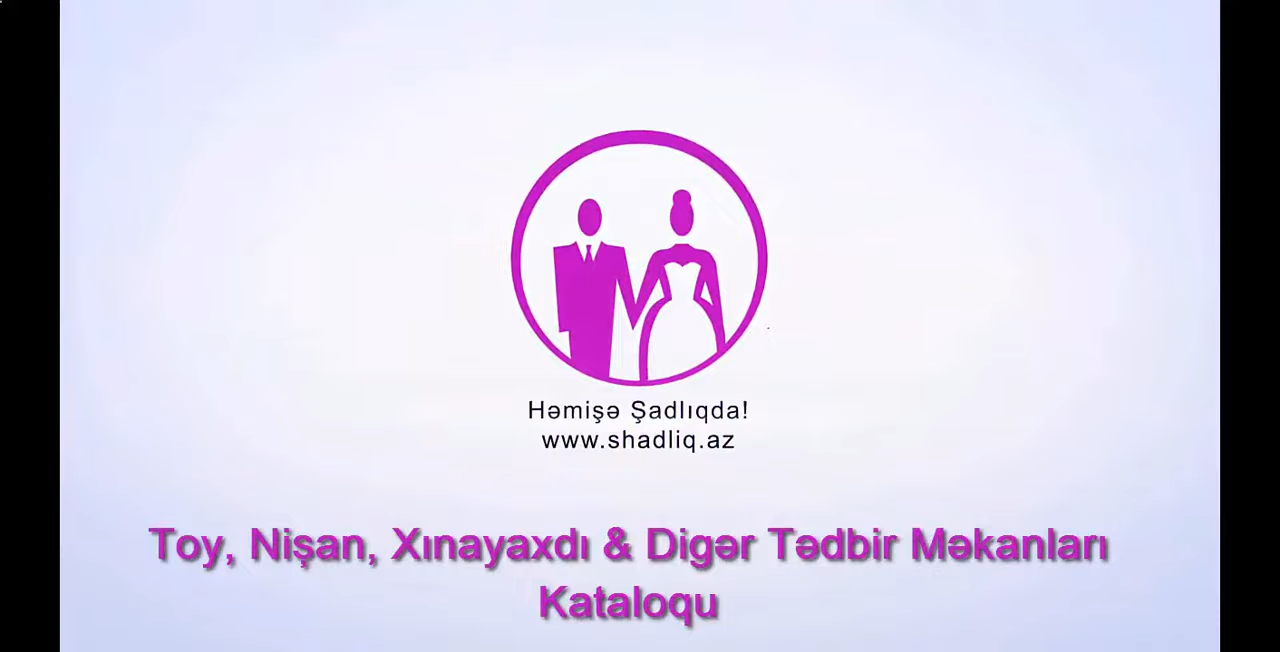 Həmişə Şadlıqda!
www.shadliq.az
Toy, Nişan, Xınayaxdı & Digər Tədbir Məkanları
Kataloqu